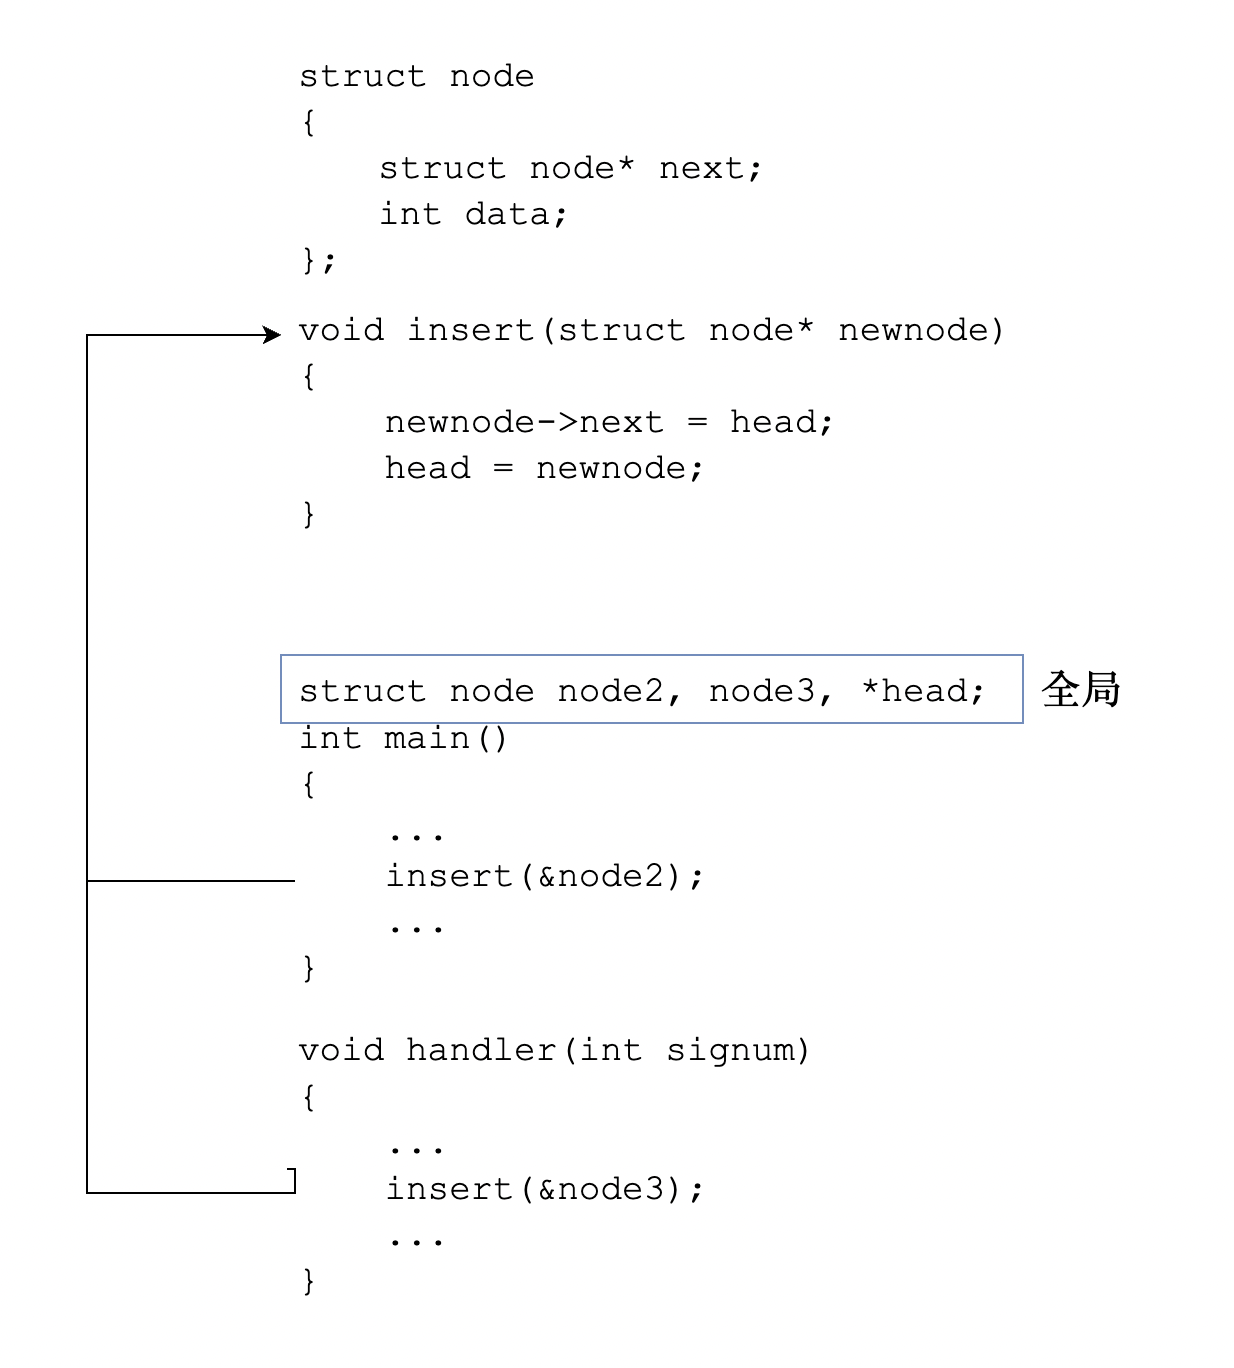 struct node
{
struct node* next;
int data;
};
void insert(struct node* newnode)
{
newnode->next = head;
head = newnode;
}
struct node node2, node3, *head; 全局
int main()
{
...
insert(&node2);
...
}
void handler(int signum)
{
...
insert(&node3);
...
}